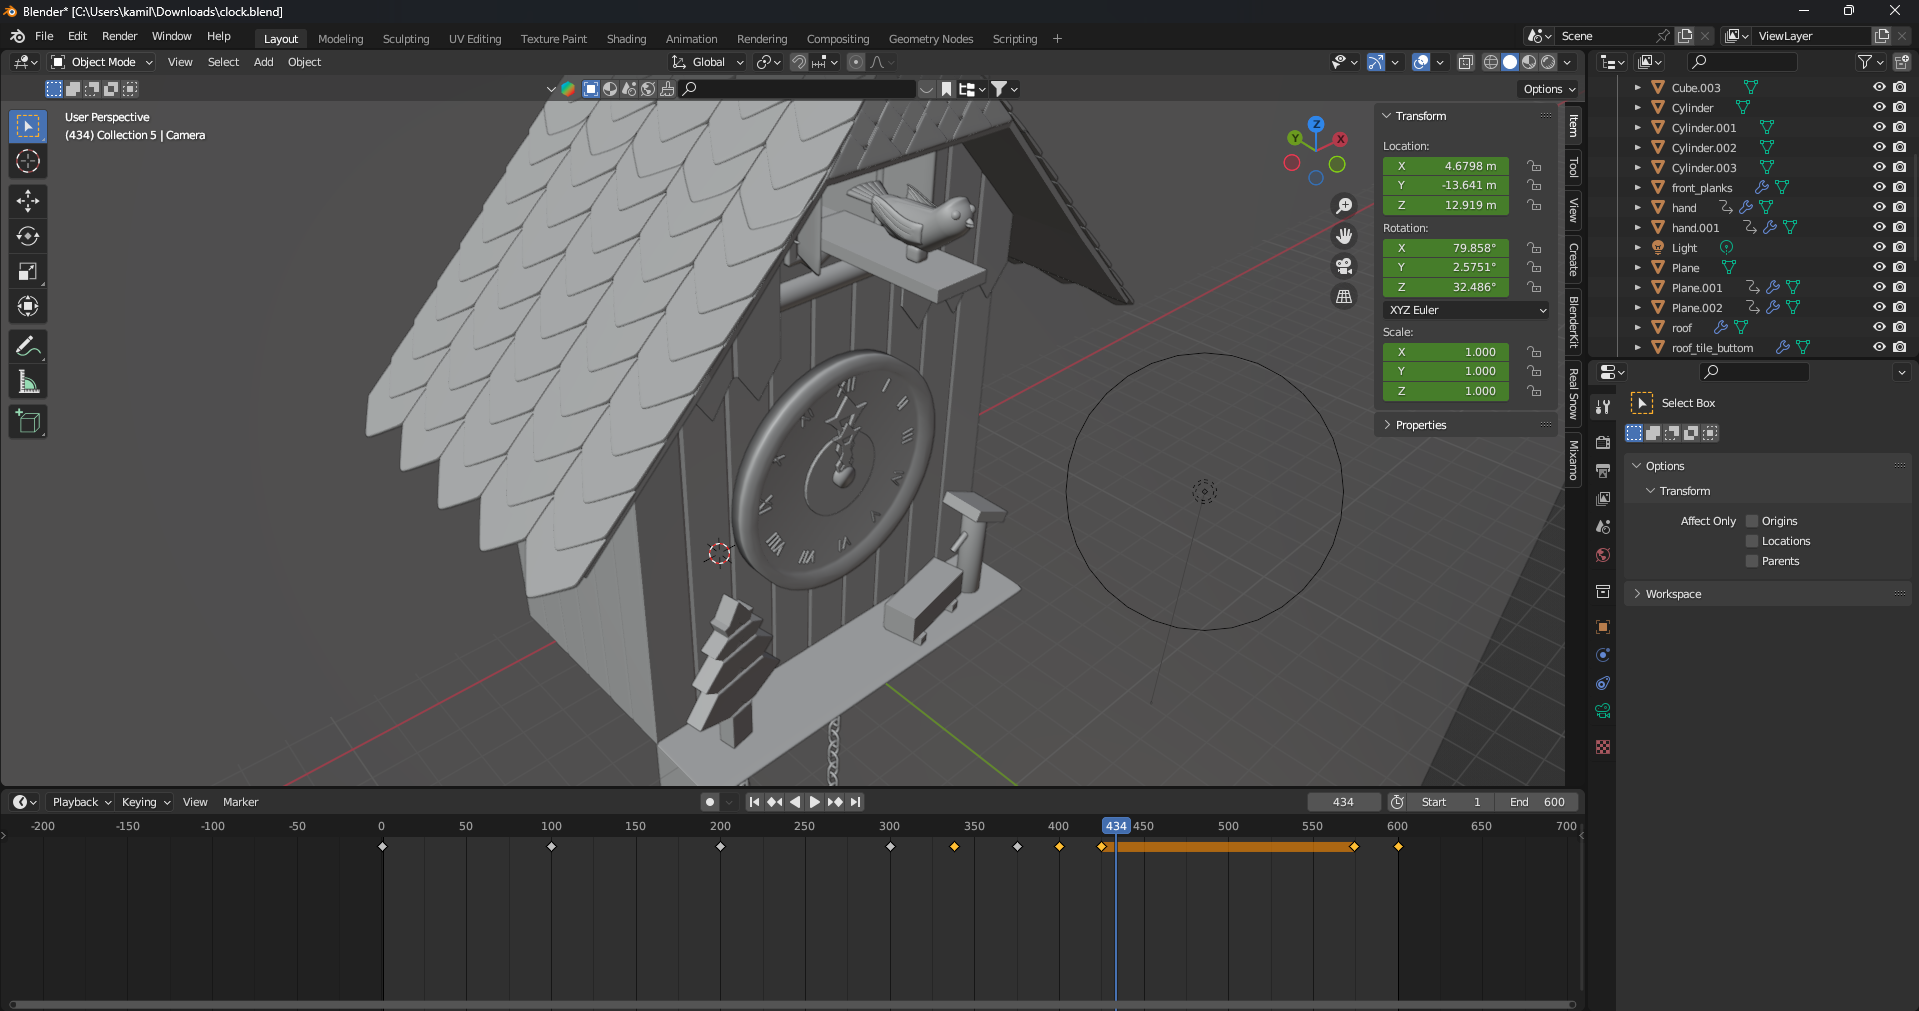 Blender* [C:\Users\kamil\Downloads\clock.blend]
File Edit Render Window Help Layout Modeling Sculpting UV Editing Texture Paint Shading Animation Rendering Compositing Geometry Nodes Scripting + Scene ViewLayer
Object Mode View Select Add Object Global
Options
User Perspective
(434) Collection 5 | Camera
Z
Y
X
Transform
Location:
X 4.6798 m
Y -13.641 m
Z 12.919 m
Rotation:
X 79.858°
Y 2.5751°
Z 32.486°
XYZ Euler
Scale:
X 1.000
Y 1.000
Z 1.000
Properties
Item
Tool
View
Create
BlenderKit
Real Snow
Mixamo
Cube.003
Cylinder
Cylinder.001
Cylinder.002
Cylinder.003
front_planks
hand
hand.001
Light
Plane
Plane.001
Plane.002
roof
roof_tile_buttom
Select Box
Options
Transform
Affect Only Origins
Locations
Parents
Workspace
Playback Keying View Marker 434 Start 1 End 600
-200 -150 -100 -50 0 50 100 150 200 250 300 350 400 434 450 500 550 600 650 700